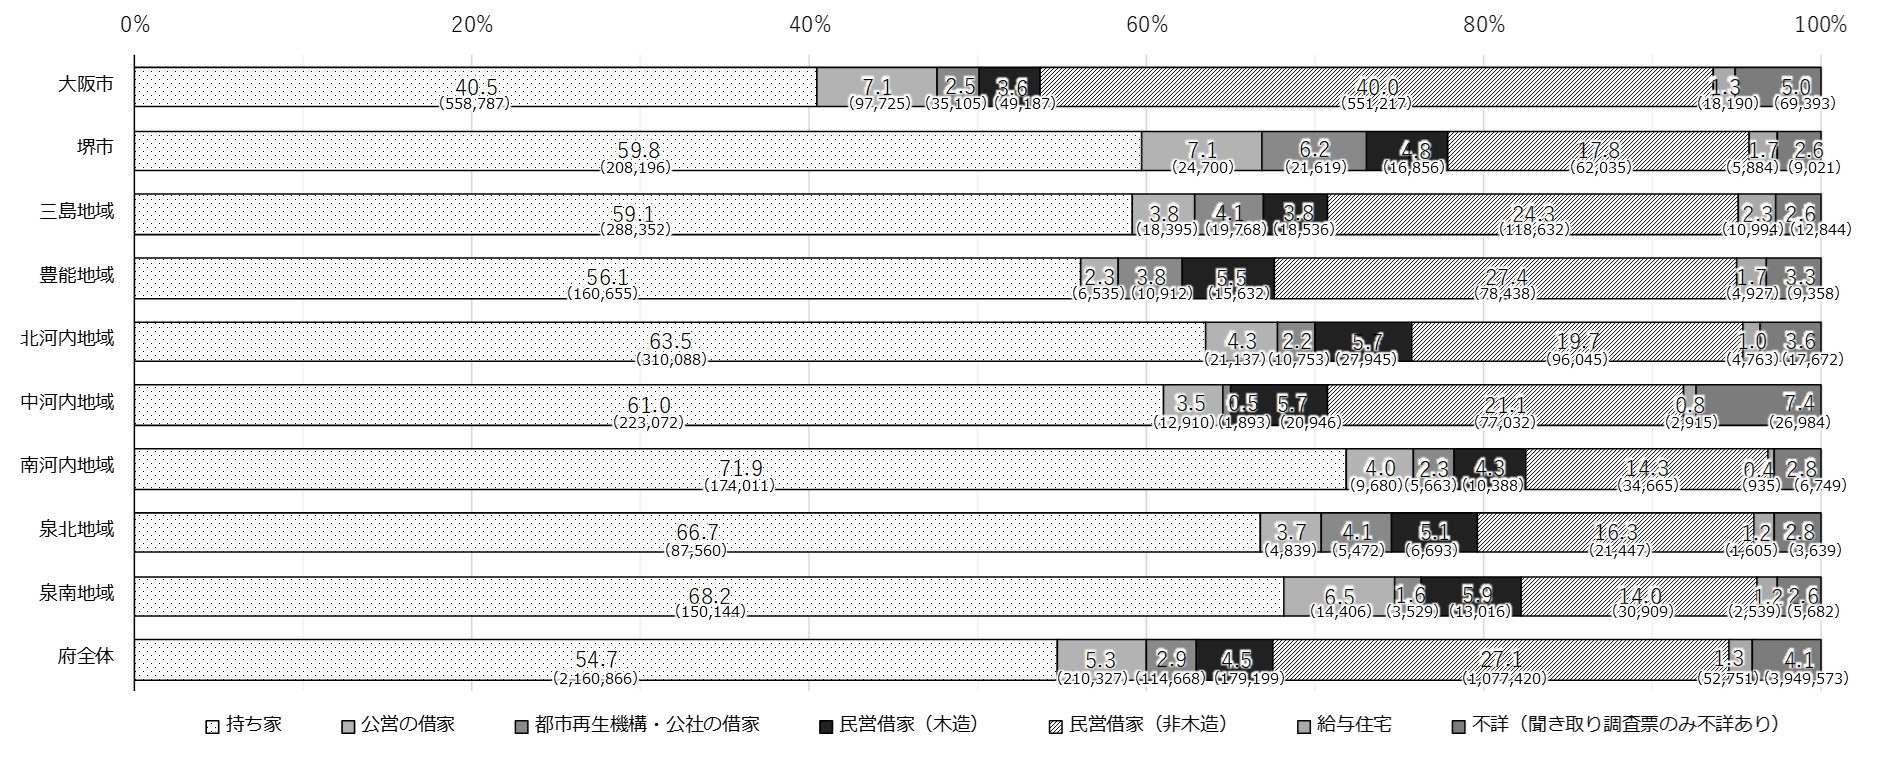 0% 20% 40% 60% 80% 100%
大阪市 40.5 7.1 2.5 3.6 40.0 1.3 5.0
(558,787) (97,725) (35,105) (49,187) (551,217) (18,190) (69,393)
堺市 59.8 7.1 6.2 4.8 17.8 1.7 2.6
(208,196) (24,700) (21,619) (16,856) (62,035) (5,884) (9,021)
三島地域 59.1 3.8 4.1 3.8 24.3 2.3 2.6
(288,352) (18,395) (19,768) (18,536) (118,632) (10,994) (12,844)
豊能地域 56.1 2.3 3.8 5.5 27.4 1.7 3.3
(160,655) (6,535) (10,912) (15,632) (78,438) (4,927) (9,358)
北河内地域 63.5 4.3 2.2 5.7 19.7 1.0 3.6
(310,088) (21,137) (10,753) (27,945) (96,045) (4,763) (17,672)
中河内地域 61.0 3.5 0.5 5.7 21.1 0.8 7.4
(223,072) (12,910) (1,893) (20,946) (77,032) (2,915) (26,984)
南河内地域 71.9 4.0 2.3 4.3 14.3 0.4 2.8
(174,011) (9,680) (5,663) (10,388) (34,665) (935) (6,749)
泉北地域 66.7 3.7 4.1 5.1 16.3 1.2 2.8
(87,560) (4,839) (5,472) (6,693) (21,447) (1,605) (3,639)
泉南地域 68.2 6.5 1.6 5.9 14.0 1.2 2.6
(150,144) (14,406) (3,529) (13,016) (30,909) (2,539) (5,682)
府全体 54.7 5.3 2.9 4.5 27.1 1.3 4.1
(2,160,866) (210,327) (114,668) (179,199) (1,077,420) (52,751) (3,949,573)
持ち家 公営の借家 都市再生機構・公社の借家 民営借家（木造） 民営借家（非木造） 給与住宅 不詳（聞き取り調査票のみ不詳あり）